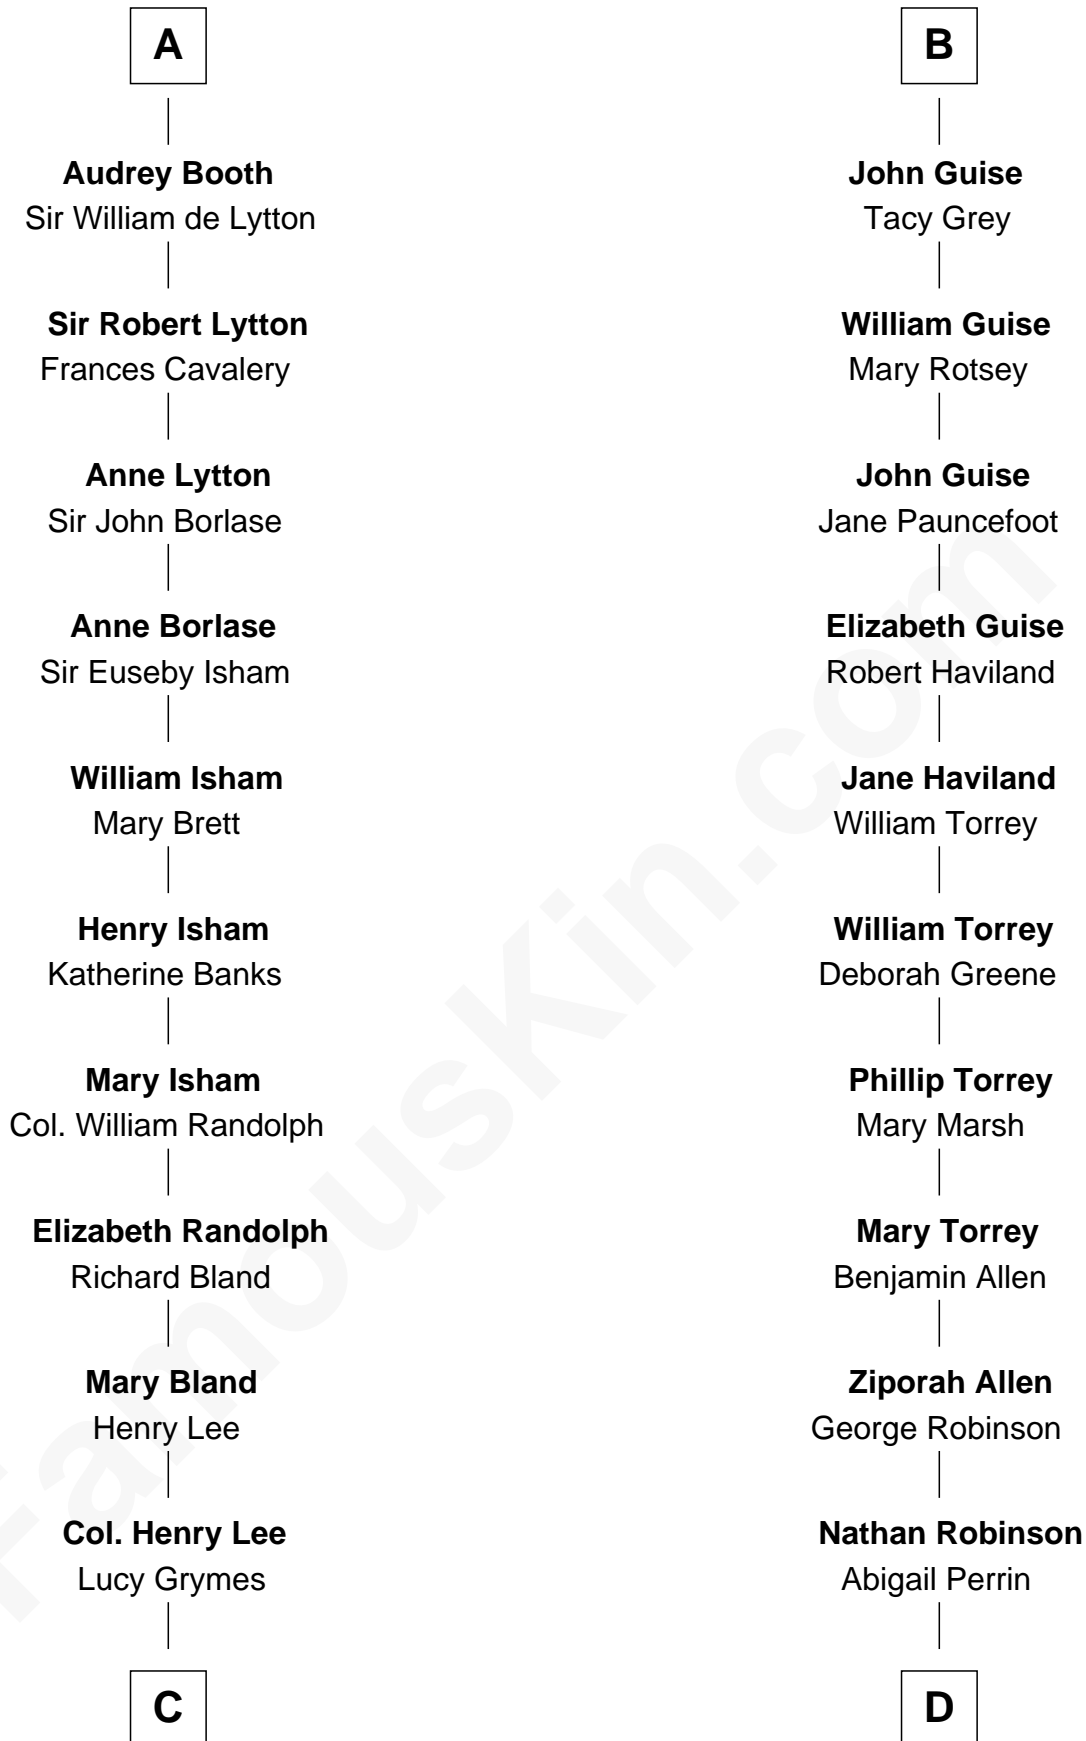 A
Audrey Booth
Sir William de Lytton
Sir Robert Lytton
Frances Cavalery
Anne Lytton
Sir John Borlase
Anne Borlase
Sir Euseby Isham
William Isham
Mary Brett
Henry Isham
Katherine Banks
Mary Isham
Col. William Randolph
Elizabeth Randolph
Richard Bland
Mary Bland
Henry Lee
Col. Henry Lee
Lucy Grymes
C
B
John Guise
Tacy Grey
William Guise
Mary Rotsey
John Guise
Jane Pauncefoot
Elizabeth Guise
Robert Haviland
Jane Haviland
William Torrey
William Torrey
Deborah Greene
Phillip Torrey
Mary Marsh
Mary Torrey
Benjamin Allen
Ziporah Allen
George Robinson
Nathan Robinson
Abigail Perrin
D
FamousKin.com